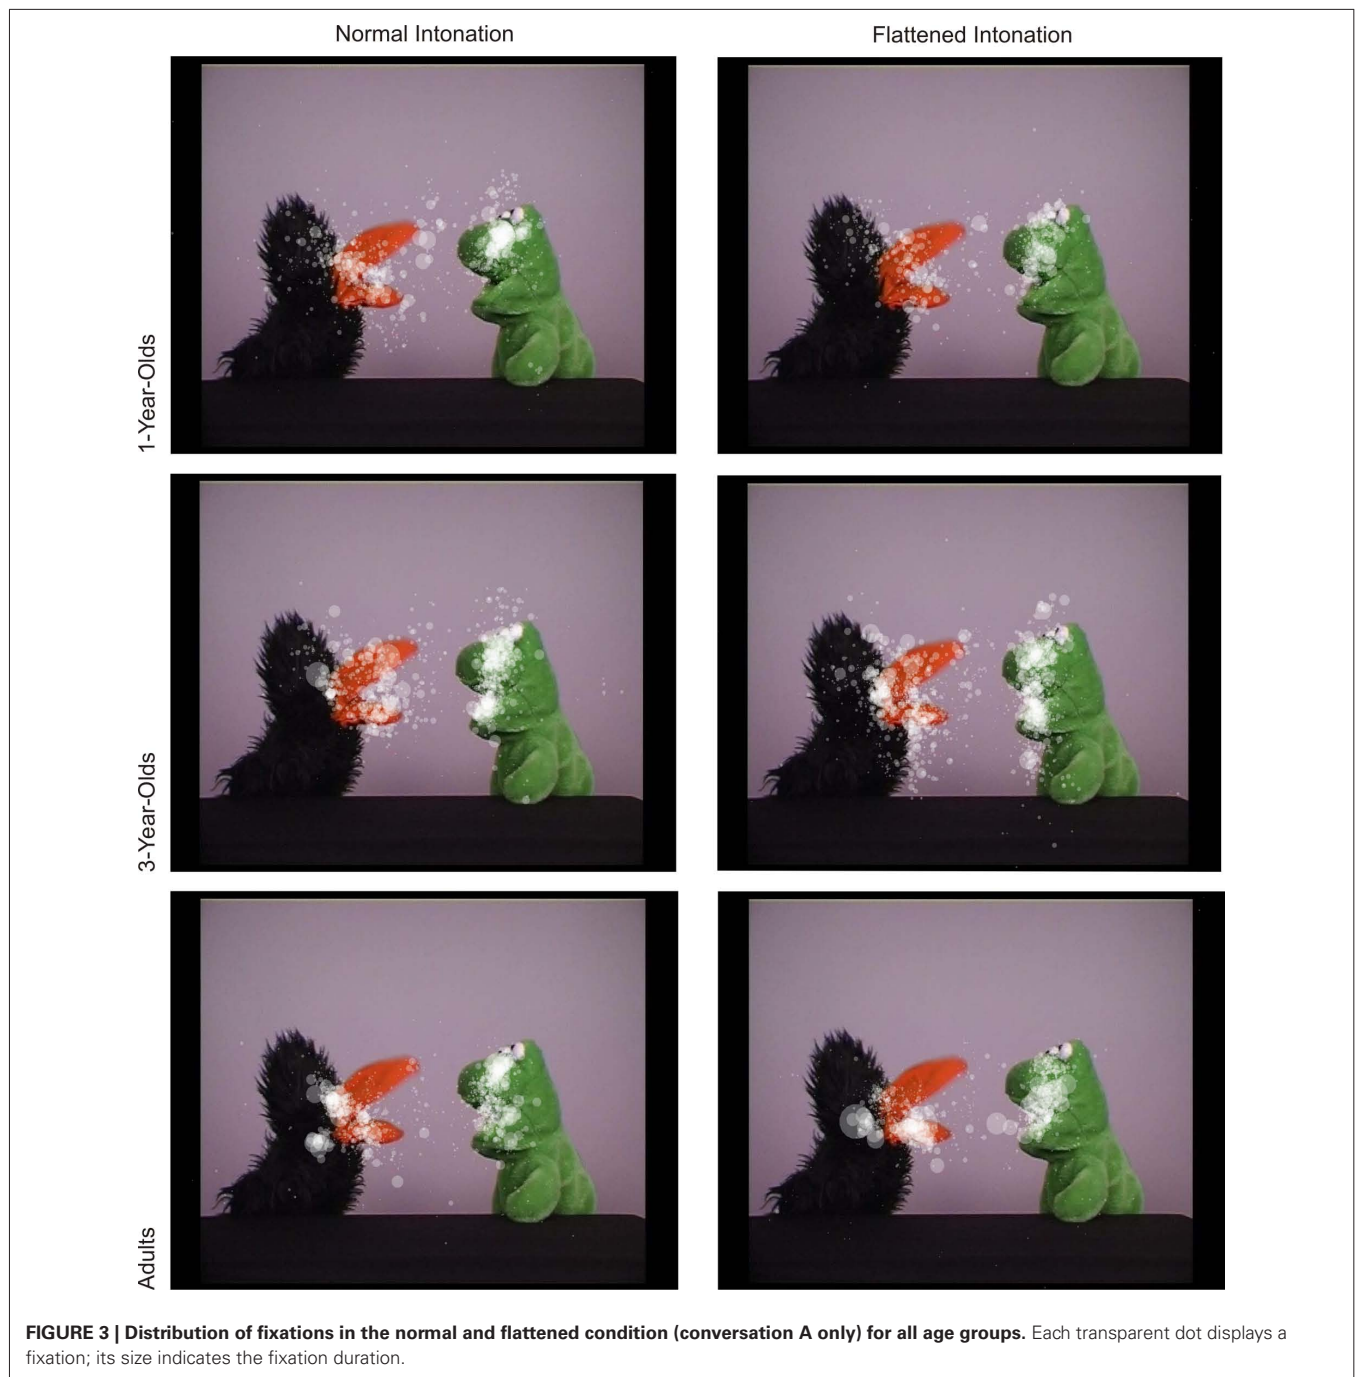 Normal Intonation
Flattened Intonation
1-Year-Olds
3-Year-Olds
Adults
FIGURE 3 | Distribution of fixations in the normal and flattened condition (conversation A only) for all age groups. Each transparent dot displays a
fixation; its size indicates the fixation duration.